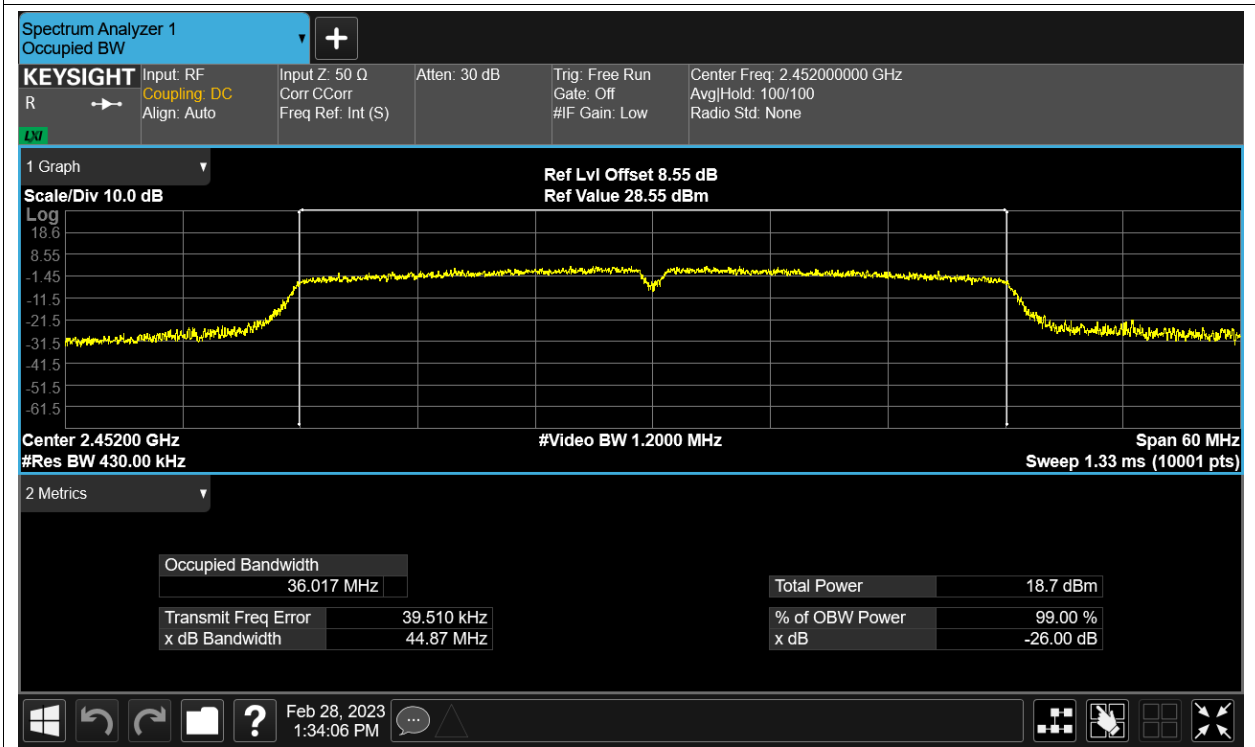 Spectrum Analyzer 1
Occupied BW
KEYSIGHT
R
LXI
Input: RF
Coupling: DC
Align: Auto
Input Z: 50 Ω
Corr CCorr
Freq Ref: Int (S)
Atten: 30 dB
Trig: Free Run
Gate: Off
#IF Gain: Low
Center Freq: 2.452000000 GHz
Avg|Hold: 100/100
Radio Std: None
1 Graph
Scale/Div 10.0 dB
Ref Lvl Offset 8.55 dB
Ref Value 28.55 dBm
Log
18.6
8.55
-1.45
-11.5
-21.5
-31.5
-41.5
-51.5
-61.5
Center 2.45200 GHz
#Video BW 1.2000 MHz
Span 60 MHz
#Res BW 430.00 kHz
Sweep 1.33 ms (10001 pts)
2 Metrics
Occupied Bandwidth
36.017 MHz
Total Power 18.7 dBm
Transmit Freq Error 39.510 kHz
% of OBW Power 99.00 %
x dB Bandwidth 44.87 MHz
x dB -26.00 dB
?
Feb 28, 2023
1:34:06 PM